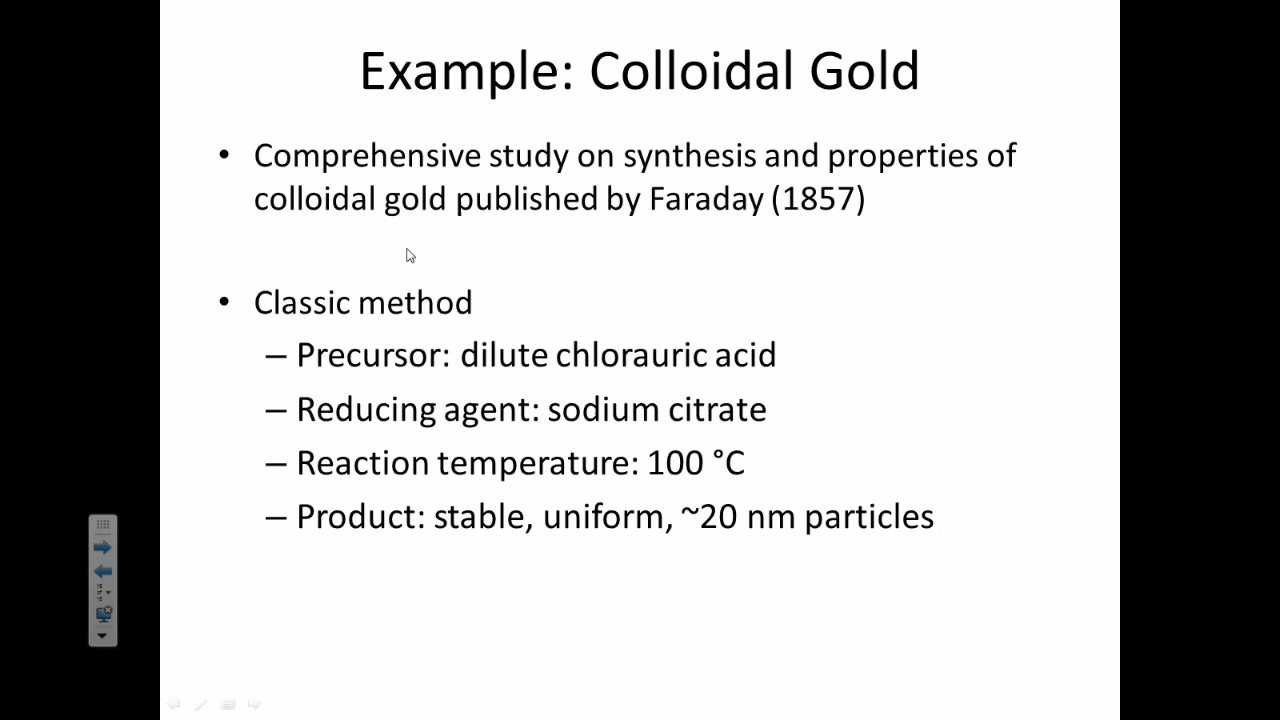 Example: Colloidal Gold
• Comprehensive study on synthesis and properties of
colloidal gold published by Faraday (1857)
• Classic method
– Precursor: dilute chlorauric acid
– Reducing agent: sodium citrate
– Reaction temperature: 100 °C
– Product: stable, uniform, ~20 nm particles